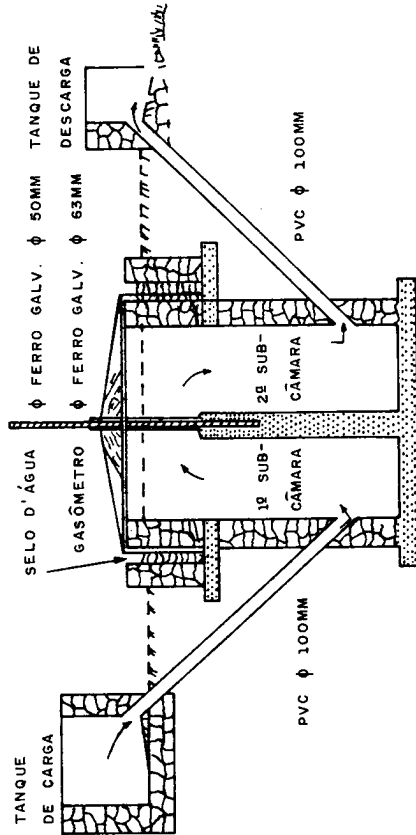 TANQUE
DE CARGA
SELO D'ÁGUA
GASÔMETRO
ϕ FERRO GALV. ϕ 50MM
ϕ FERRO GALV. ϕ 63MM
TANQUE DE
DESCARGA
1º SUB-
CÂMARA
2º SUB-
CÂMARA
PVC ϕ 100MM
PVC ϕ 100MM